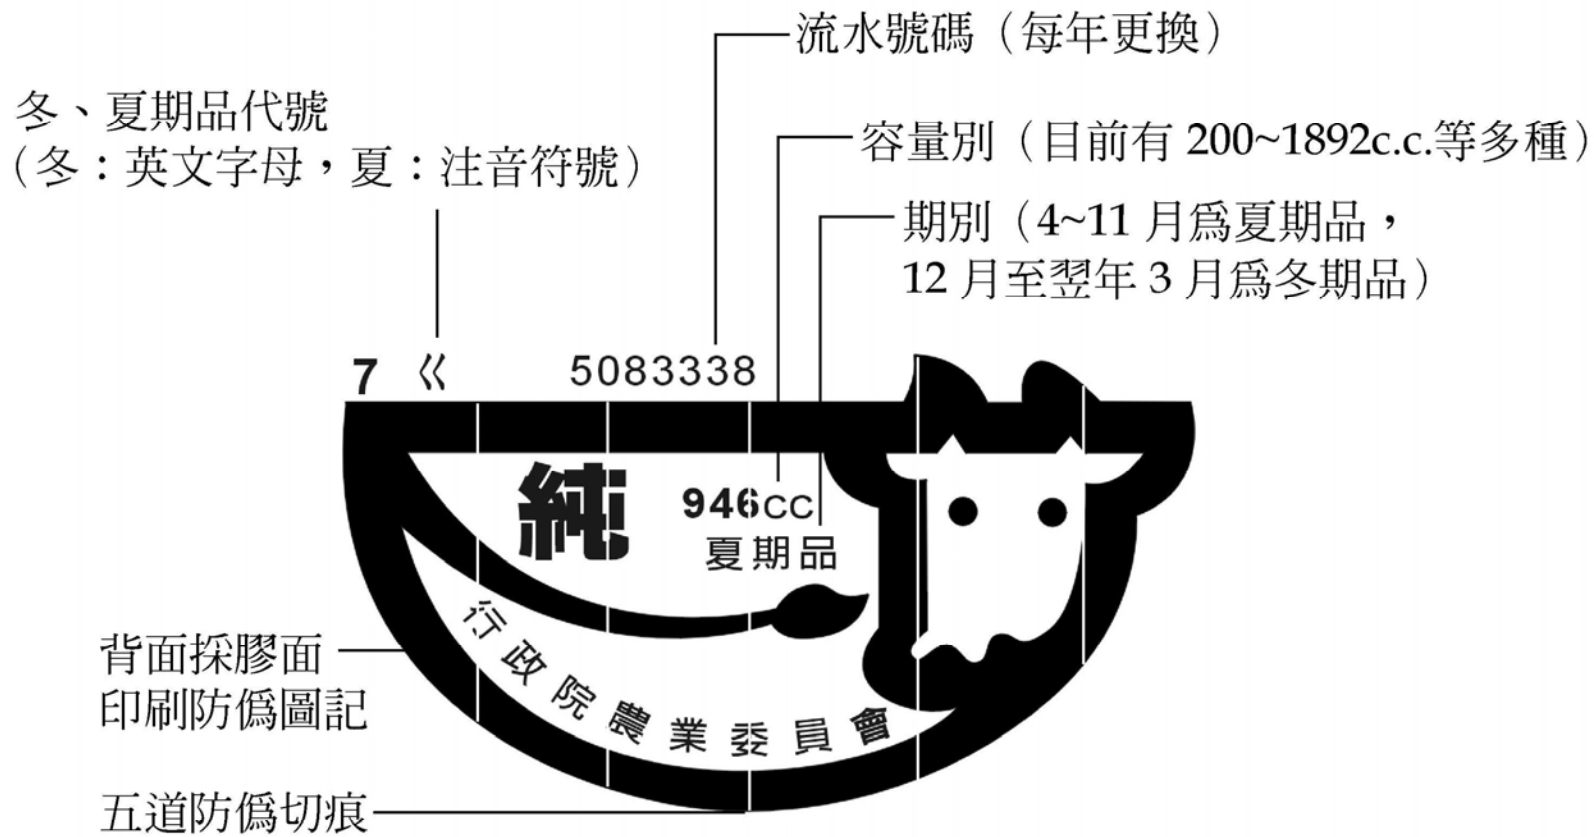 流水號碼（每年更換）
冬、夏期品代號
（冬：英文字母，夏：注音符號）
容量別（目前有 200~1892c.c.等多種）
期別（4~11 月爲夏期品，
12 月至翌年 3 月爲冬期品）
7 ㄍ 5083338
純
946CC
夏期品
行政院農業委員會
背面採膠面
印刷防僞圖記
五道防僞切痕